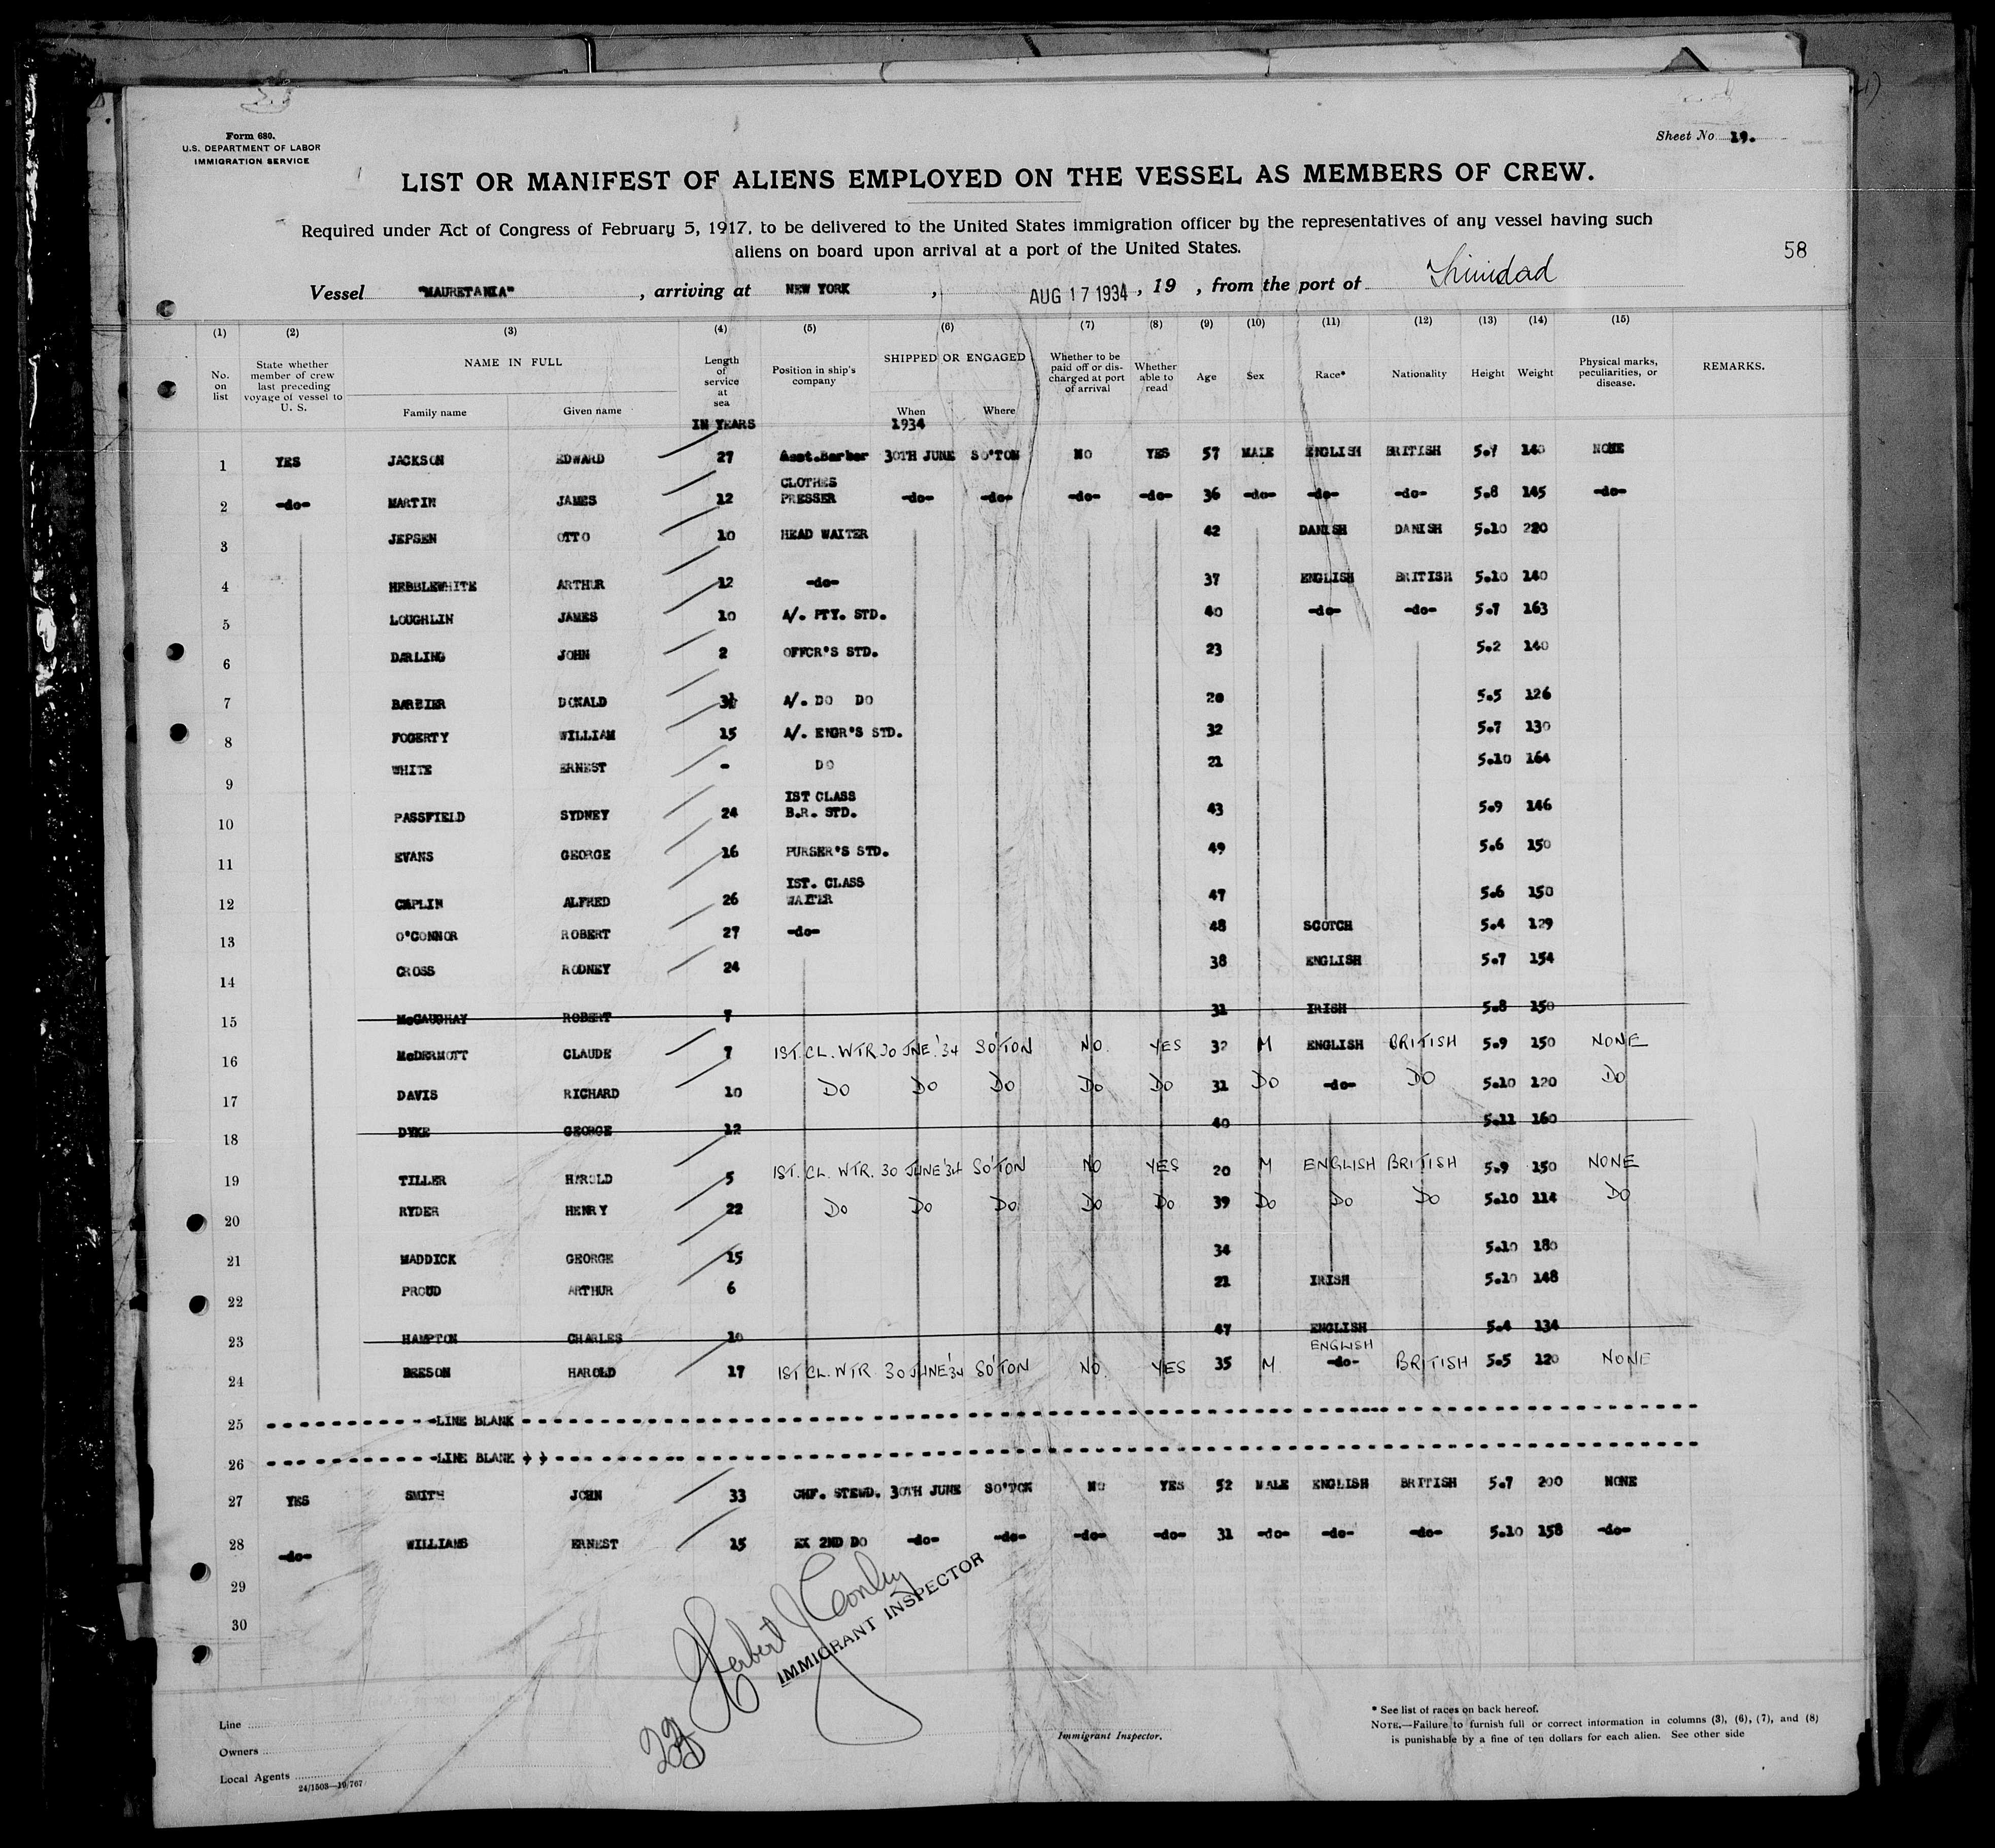 Form 680.
U.S. DEPARTMENT OF LABOR
IMMIGRATION SERVICE
Sheet No 19.
LIST OR MANIFEST OF ALIENS EMPLOYED ON THE VESSEL AS MEMBERS OF CREW.
Required under Act of Congress of February 5, 1917, to be delivered to the United States immigration officer by the representatives of any vessel having such
aliens on board upon arrival at a port of the United States.
58
Vessel "MAURETANIA" , arriving at NEW YORK , AUG 17 1934 , 19 , from the port of Trinidad
(1) (2) (3) (4) (5) (6) (7) (8) (9) (10) (11) (12) (13) (14) (15)
No. on list
State whether member of crew last preceding voyage of vessel to U. S.
NAME IN FULL
Family name Given name
Length of service at sea
IN YEARS
Position in ship's company
SHIPPED OR ENGAGED
When Where
1934
Whether to be paid off or discharged at port of arrival
Whether able to read
Age Sex Race* Nationality Height Weight
Physical marks, peculiarities, or disease.
REMARKS.
1 YES JACKSON EDWARD 27 Asst.Barber 30TH JUNE SO'TON NO YES 57 MALE ENGLISH BRITISH 5.7 140 NONE
2 -do- MARTIN JAMES 12 CLOTHES PRESSER -do- -do- -do- -do- 36 -do- -do- -do- 5.8 145 -do-
3 JEPSEN OTTO 10 HEAD WAITER 42 DANISH DANISH 5.10 220
4 HEBBLEWHITE ARTHUR 12 -do- 37 ENGLISH BRITISH 5.10 140
5 LOUGHLIN JAMES 10 A/. PTY. STD. 40 -do- -do- 5.7 163
6 DARLING JOHN 2 OFFCR'S STD. 23 5.2 140
7 BARBIER DONALD A/. DO DO 20 5.5 126
8 FOGERTY WILLIAM 15 A/. ENGR'S STD. 32 5.7 130
9 WHITE ERNEST - DO 21 5.10 164
10 PASSFIELD SYDNEY 24 IST CLASS B.R. STD. 43 5.9 146
11 EVANS GEORGE 16 PURSER'S STD. 49 5.6 150
12 CAPLIN ALFRED 26 IST. CLASS WAITER 47 5.6 150
13 O'CONNOR ROBERT 27 -do- 48 SCOTCH 5.4 129
14 CROSS RODNEY 24 38 ENGLISH 5.7 154
15 McGAUGHAY ROBERT 7 31 IRISH 5.8 150
16 McDERMOTT CLAUDE 7 IST. CL. WTR 30 JNE.'34 SO'TON NO. YES 32 M ENGLISH BRITISH 5.9 150 NONE
17 DAVIS RICHARD 10 DO DO DO DO DO 31 DO -do- DO 5.10 120 DO
18 DYKE GEORGE 12 40 5.11 160
19 TILLER HAROLD 5 IST. CL. WTR. 30 JUNE'34 SO'TON NO YES 20 M ENGLISH BRITISH 5.9 150 NONE
20 RYDER HENRY 22 DO DO DO DO DO 39 DO DO DO 5.10 114 DO
21 MADDICK GEORGE 15 34 5.10 180
22 PROUD ARTHUR 6 21 IRISH 5.10 148
23 HAMPTON CHARLES 10 47 ENGLISH 5.4 134
ENGLISH
24 BEESON HAROLD 17 IST CL. WTR 30 JUNE'34 SO'TON NO. YES 35 M. -do- BRITISH 5.5 120 NONE
25 LINE BLANK
26 LINE BLANK
27 YES SMITH JOHN 33 CHF. STEWD. 30TH JUNE SO'TON NO YES 52 MALE ENGLISH BRITISH 5.7 200 NONE
28 -do- WILLIAMS ERNEST 15 EX 2ND DO -do- -do- -do- -do- 31 -do- -do- -do- 5.10 158 -do-
29
30
Herbert J Conley
IMMIGRANT INSPECTOR
Line
Owners
Local Agents
24/1503—19/767
Immigrant Inspector.
* See list of races on back hereof.
NOTE.—Failure to furnish full or correct information in columns (3), (6), (7), and (8)
is punishable by a fine of ten dollars for each alien. See other side